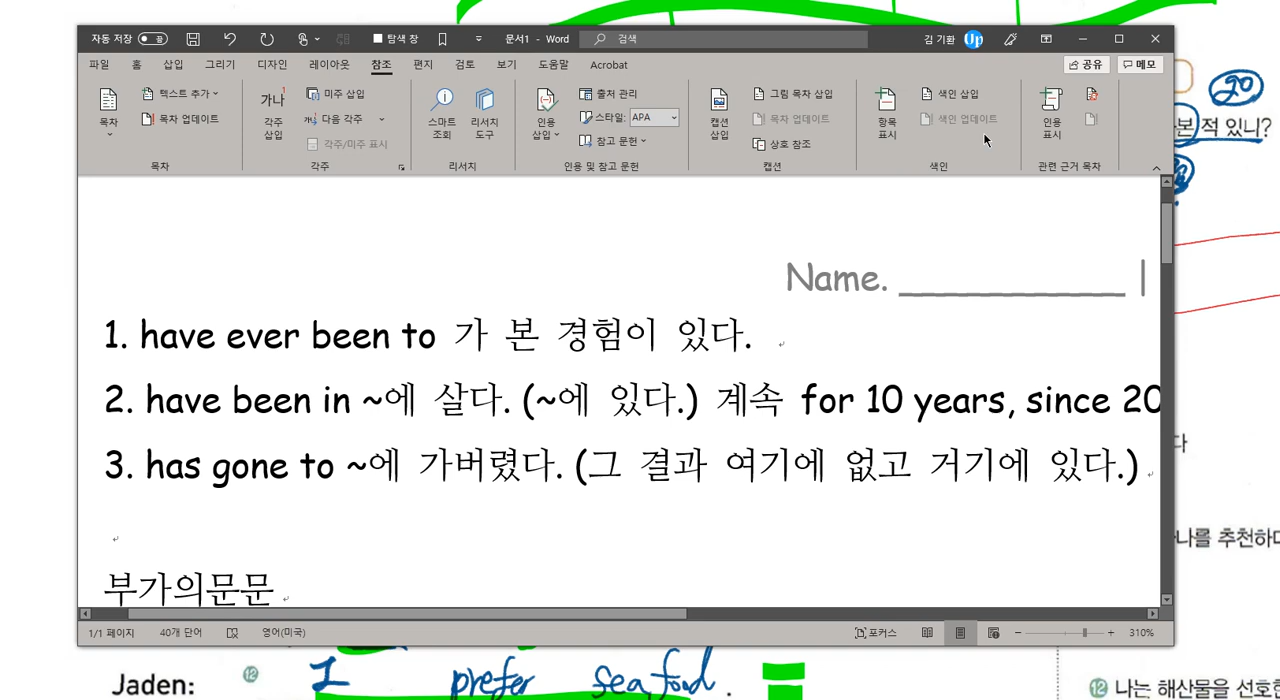 자동 저장 문서1 - Word 검색 김 기환
탐색 창
파일 홈 삽입 그리기 디자인 레이아웃 참조 편지 검토 보기 도움말 Acrobat 공유 메모
목차 텍스트 추가 목차 업데이트
가나 각주 삽입 미주 삽입 다음 각주 각주/미주 표시
스마트 조회 리서치 도구
인용 삽입 출처 관리 스타일: APA 참고 문헌
캡션 삽입 그림 목차 삽입 목차 업데이트 상호 참조
항목 표시 색인 삽입 색인 업데이트
인용 표시
목차 각주 리서치 인용 및 참고 문헌 캡션 색인 관련 근거 목차
20
본 적 있니?
Name. ____________
1. have ever been to 가 본 경험이 있다.
2. have been in ~에 살다. (~에 있다.) 계속 for 10 years, since 20
3. has gone to ~에 가버렸다. (그 결과 여기에 없고 거기에 있다.)
다
나를 추천하다
부가의문문
1/1 페이지 40개 단어 영어(미국) 포커스 310%
Jaden: ⑫ I prefer seafood.
⑫ 나는 해산물을 선호한